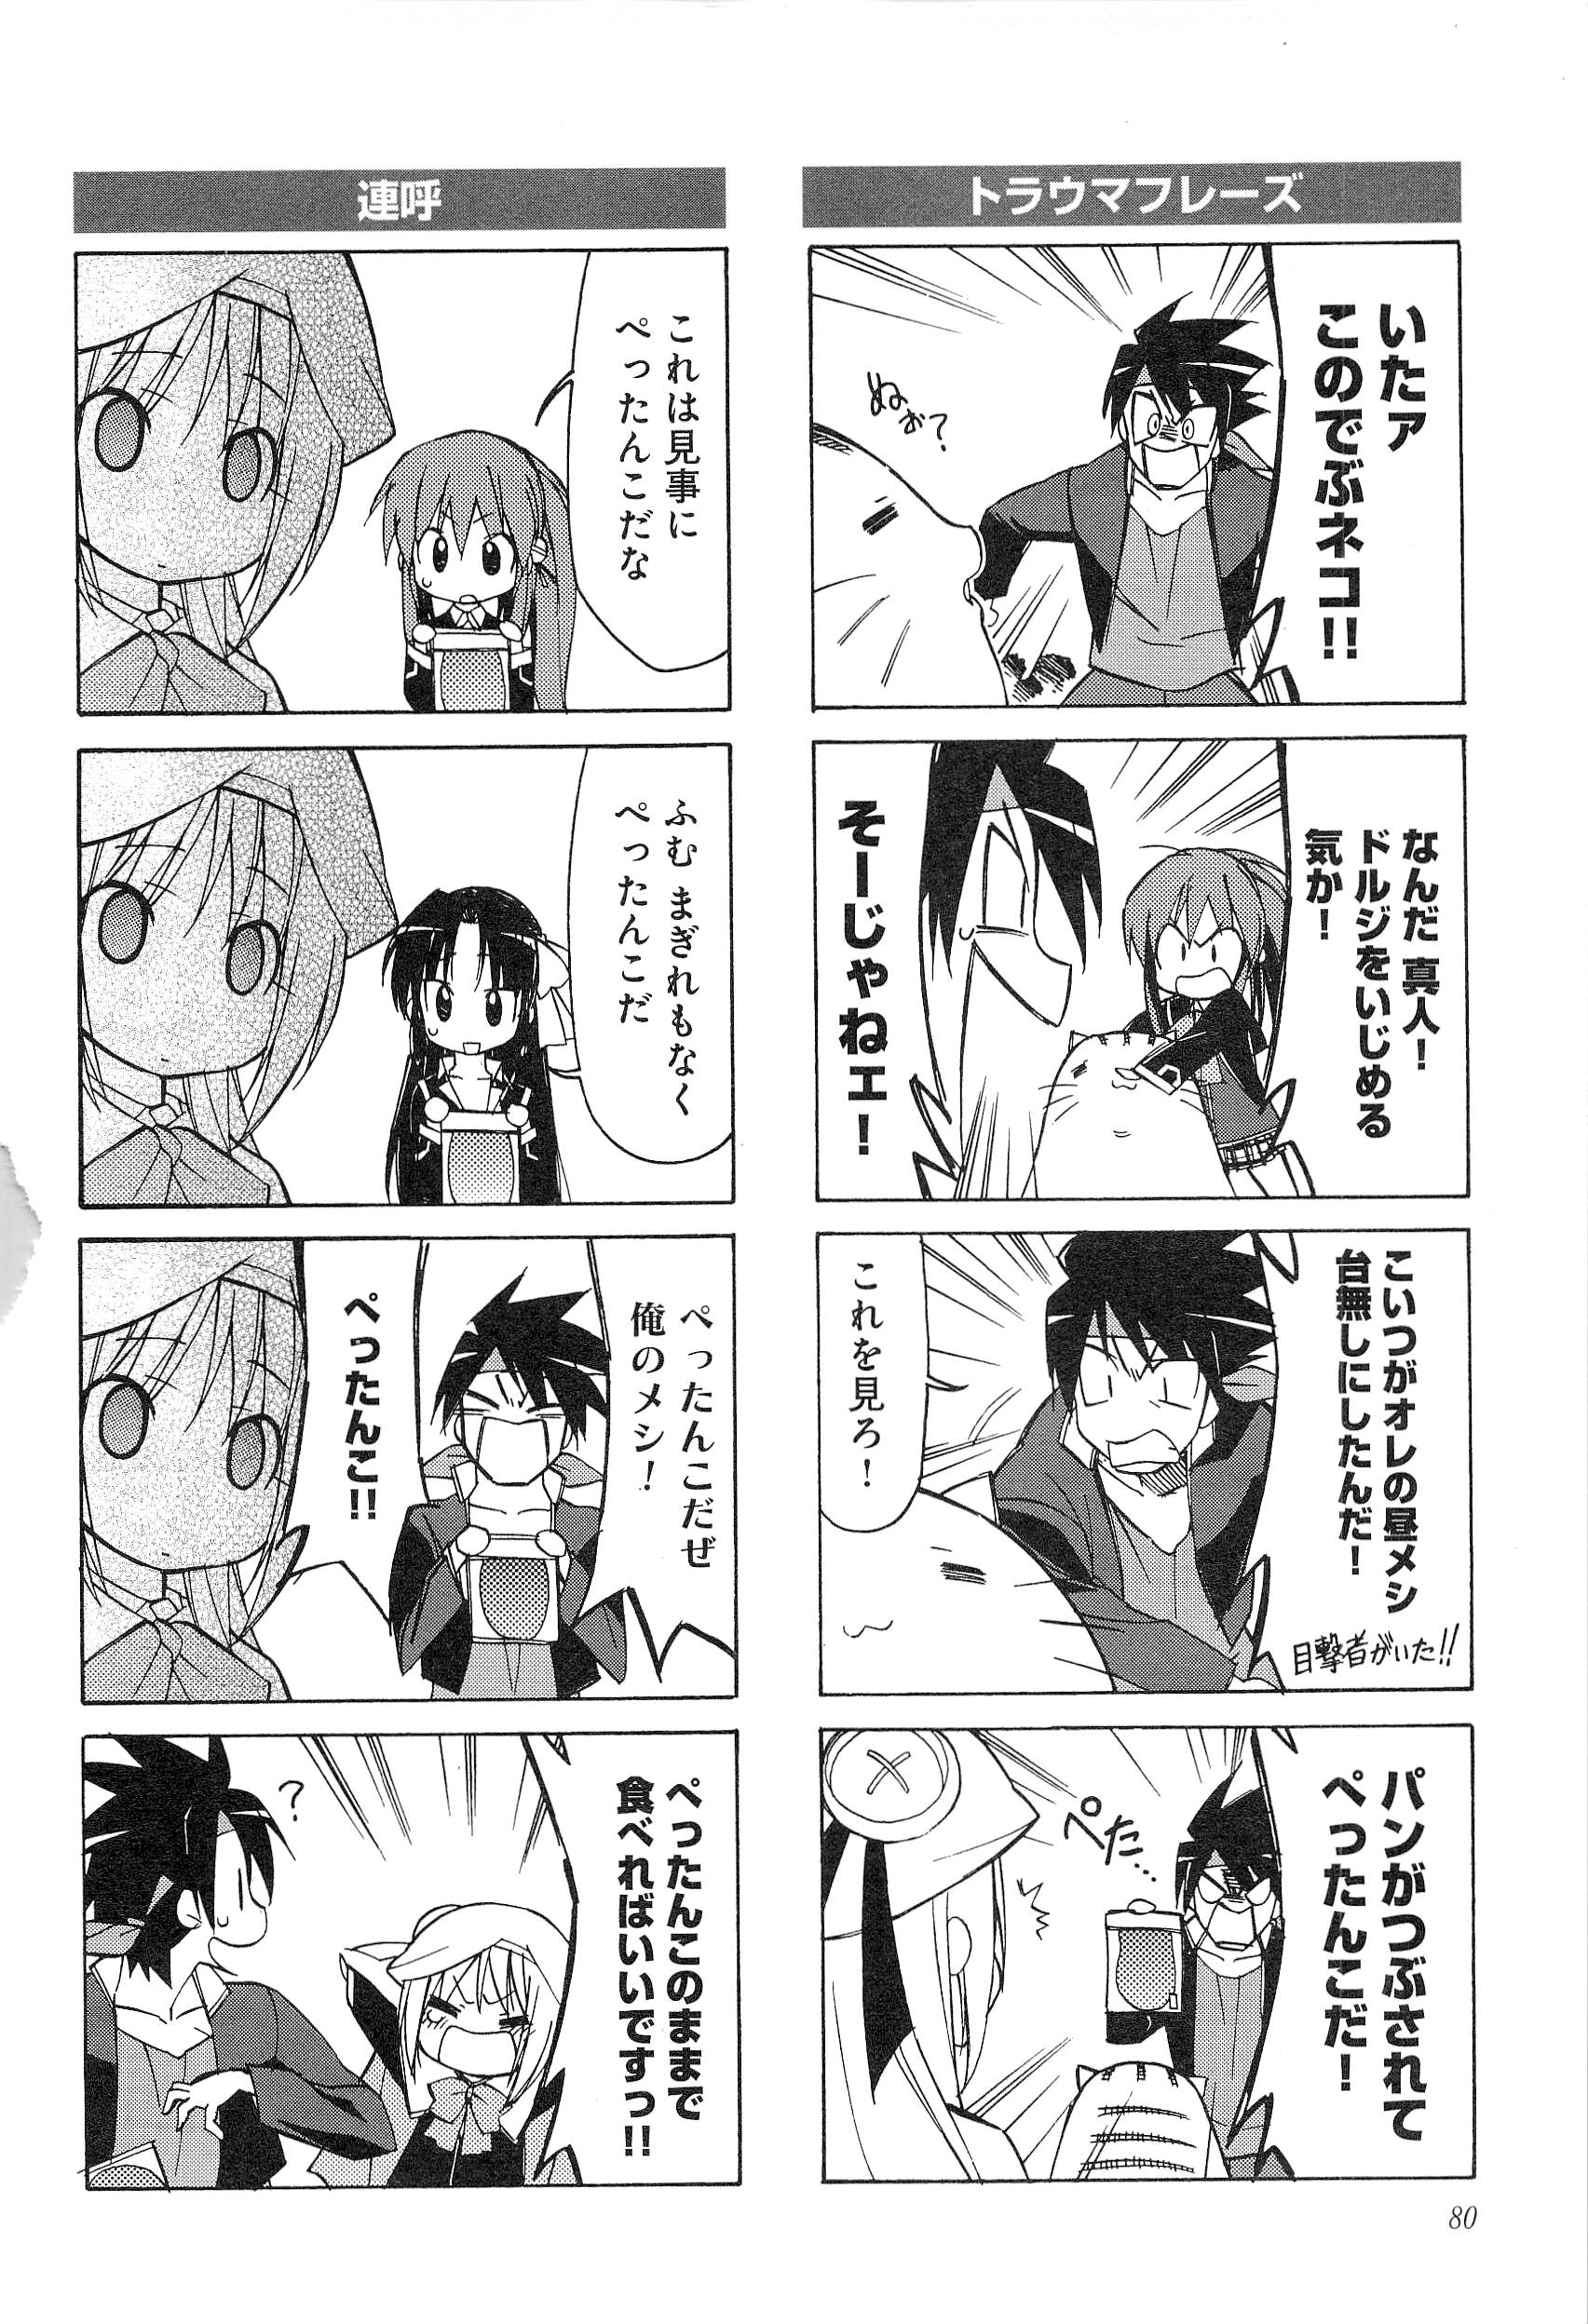 トラウマフレーズ
いたァ
このでぶネコ!!
ぬぉ?
なんだ 真人!
ドルジをいじめる
気か!
そーじゃねェ!
こいつがオレの昼メシ
台無しにしたんだ!
目撃者がいた!!
これを見ろ!
パンがつぶされて
ぺったんこだ!
ぺた…
連呼
これは見事に
ぺったんこだな
ふむ まぎれもなく
ぺったんこだ
ぺったんこだぜ
俺のメシ!
ぺったんこ!!
ぺったんこのままで
食べればいいですっ!!
?
80